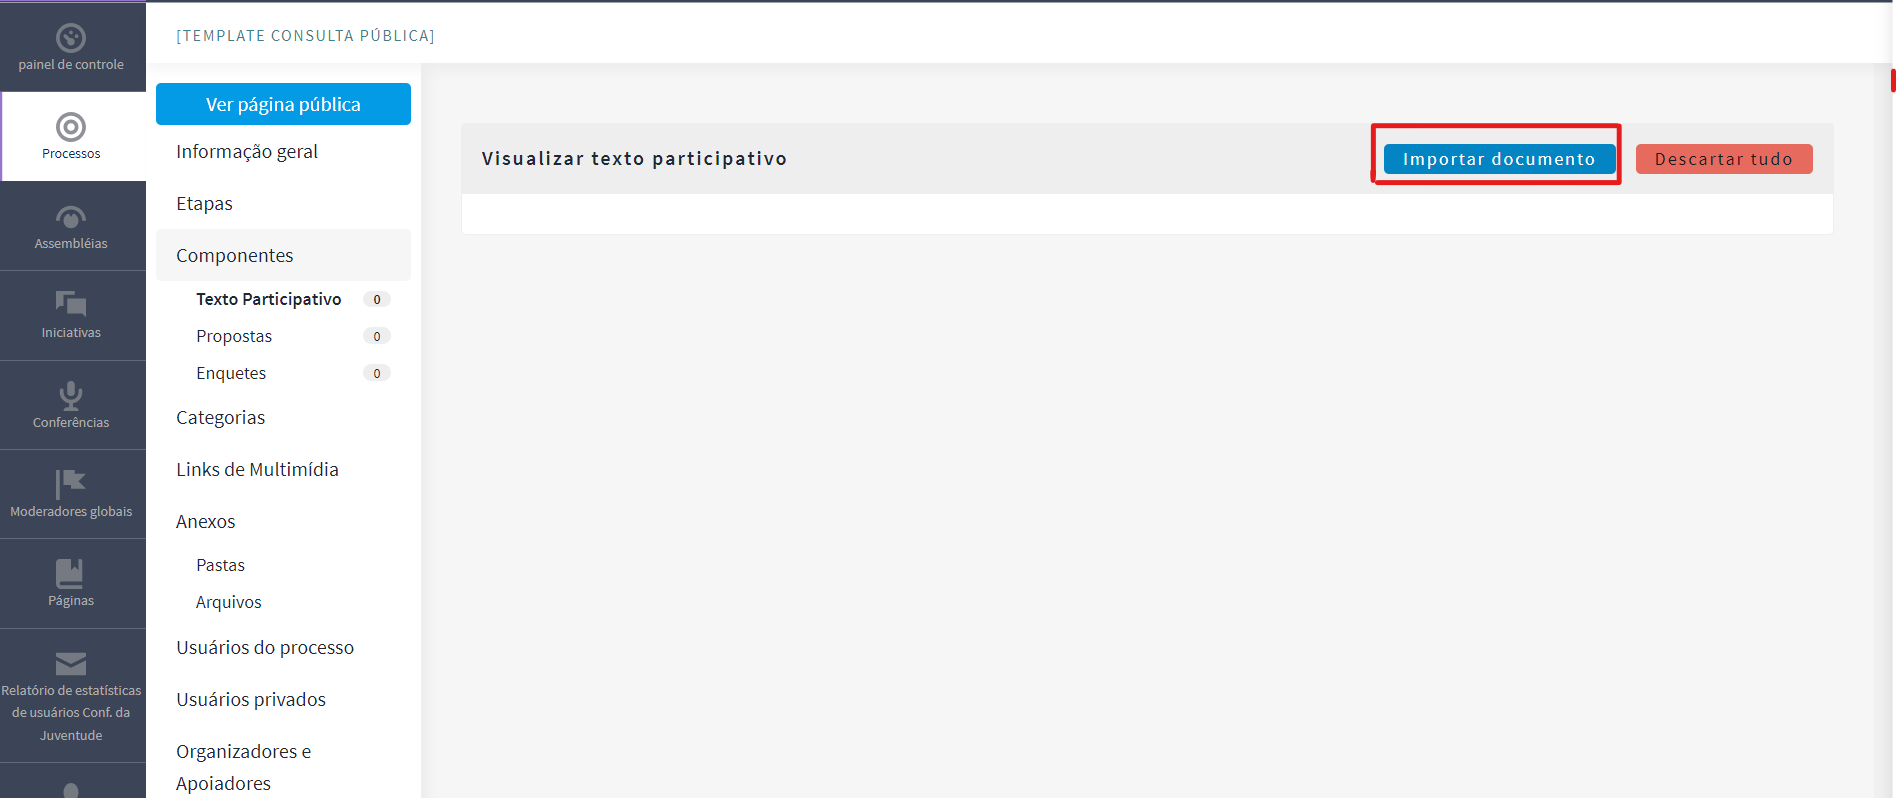 painel de controle
Processos
Assembléias
Iniciativas
Conferências
Moderadores globais
Páginas
Relatório de estatísticas
de usuários Conf. da
Juventude
[TEMPLATE CONSULTA PÚBLICA]
Ver página pública
Informação geral
Etapas
Componentes
Texto Participativo 0
Propostas 0
Enquetes 0
Categorias
Links de Multimídia
Anexos
Pastas
Arquivos
Usuários do processo
Usuários privados
Organizadores e
Apoiadores
Visualizar texto participativo
Importar documento
Descartar tudo